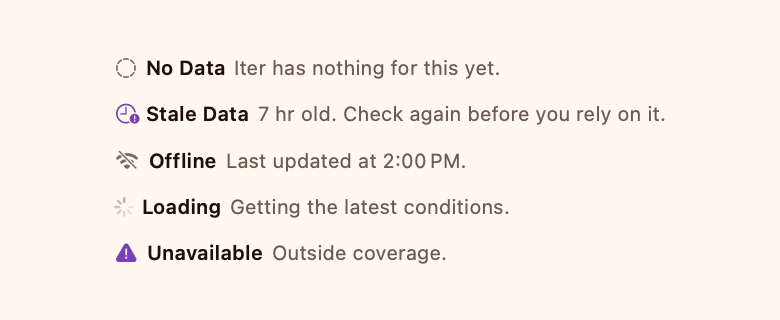 No Data Iter has nothing for this yet.
Stale Data 7 hr old. Check again before you rely on it.
Offline Last updated at 2:00 PM.
Loading Getting the latest conditions.
Unavailable Outside coverage.